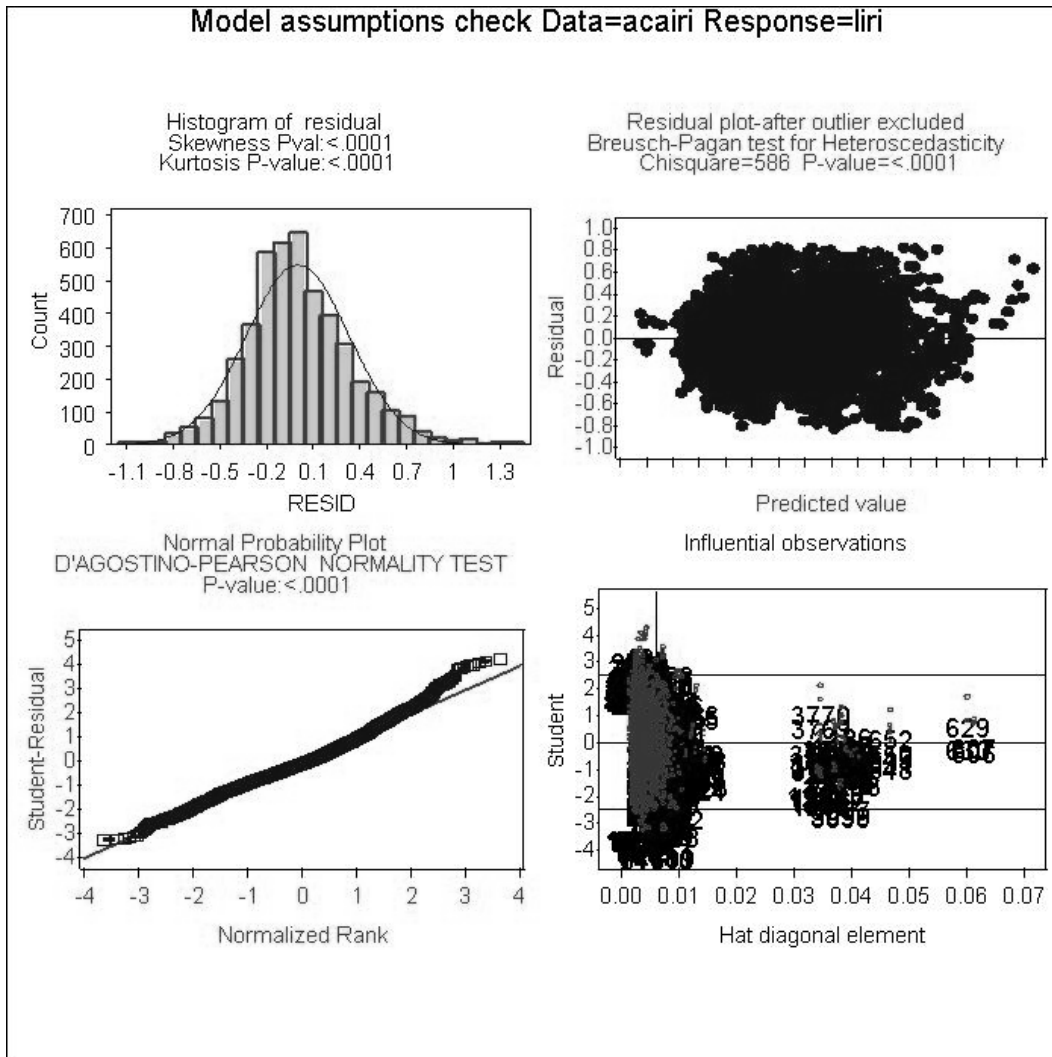 Model assumptions check Data=acairi Response=liri
Histogram of residual
Skewness Pval:<.0001
Kurtosis P-value:<.0001
700
600
500
400
300
200
100
0
Count
-1.1 -0.8 -0.5 -0.2 0.1 0.4 0.7 1 1.3
RESID
Residual plot-after outlier excluded
Breusch-Pagan test for Heteroscedasticity
Chisquare=586 P-value=<.0001
1.0
0.8
0.6
0.4
0.2
0.0
-0.2
-0.4
-0.6
-0.8
-1.0
Residual
Predicted value
Normal Probability Plot
D'AGOSTINO-PEARSON NORMALITY TEST
P-value:<.0001
5
4
3
2
1
0
-1
-2
-3
-4
Student-Residual
-4 -3 -2 -1 0 1 2 3 4
Normalized Rank
Influential observations
5
4
3
2
1
0
-1
-2
-3
-4
Student
3770
629
0.00 0.01 0.02 0.03 0.04 0.05 0.06 0.07
Hat diagonal element